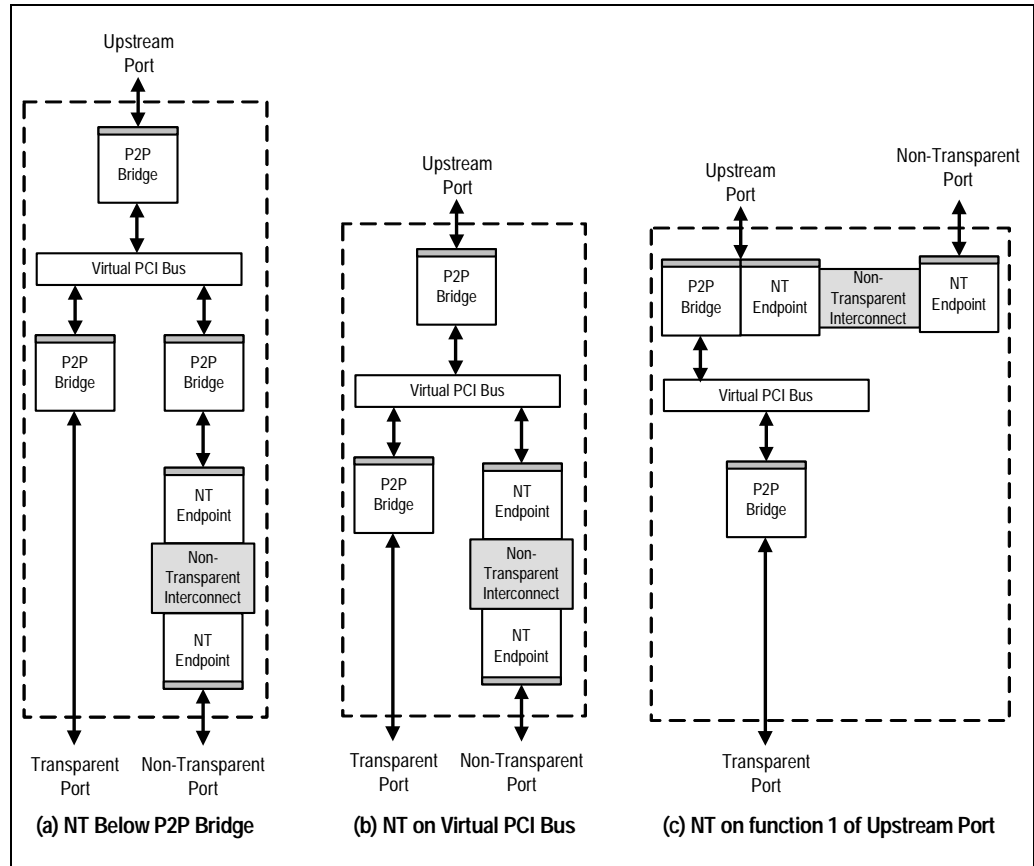 Upstream
Port
P2P
Bridge
Virtual PCI Bus
P2P
Bridge
P2P
Bridge
NT
Endpoint
Non-
Transparent
Interconnect
NT
Endpoint
Transparent
Port
Non-Transparent
Port
(a) NT Below P2P Bridge
Upstream
Port
P2P
Bridge
Virtual PCI Bus
P2P
Bridge
NT
Endpoint
Non-
Transparent
Interconnect
NT
Endpoint
Transparent
Port
Non-Transparent
Port
(b) NT on Virtual PCI Bus
Upstream
Port
Non-Transparent
Port
P2P
Bridge
NT
Endpoint
Non-
Transparent
Interconnect
NT
Endpoint
Virtual PCI Bus
P2P
Bridge
Transparent
Port
(c) NT on function 1 of Upstream Port